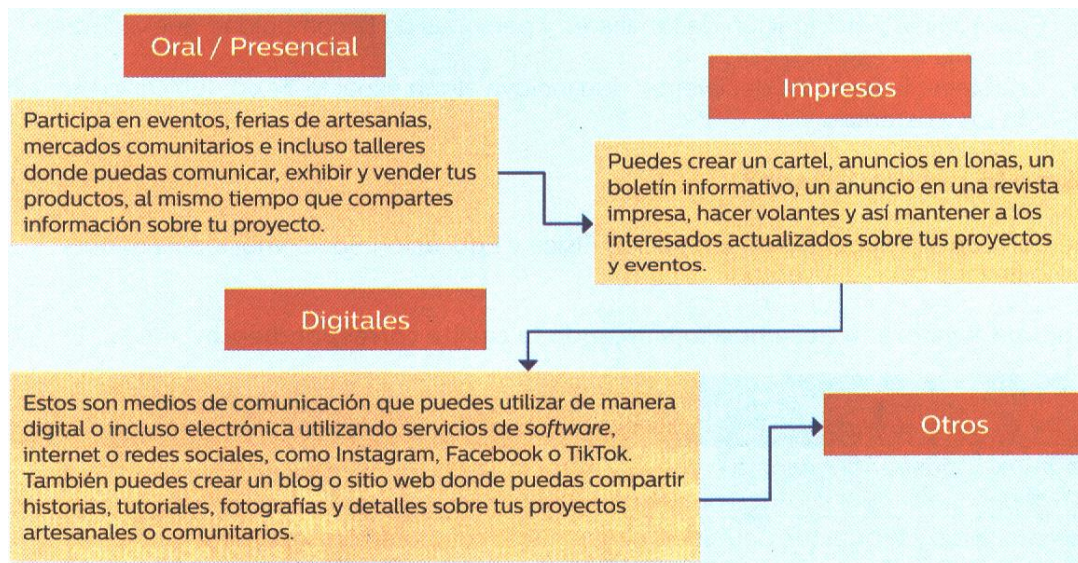 Oral / Presencial
Participa en eventos, ferias de artesanías,
mercados comunitarios e incluso talleres
donde puedas comunicar, exhibir y vender tus
productos, al mismo tiempo que compartes
información sobre tu proyecto.
Impresos
Puedes crear un cartel, anuncios en lonas, un
boletín informativo, un anuncio en una revista
impresa, hacer volantes y así mantener a los
interesados actualizados sobre tus proyectos
y eventos.
Digitales
Estos son medios de comunicación que puedes utilizar de manera
digital o incluso electrónica utilizando servicios de software,
internet o redes sociales, como Instagram, Facebook o TikTok.
También puedes crear un blog o sitio web donde puedas compartir
historias, tutoriales, fotografías y detalles sobre tus proyectos
artesanales o comunitarios.
Otros